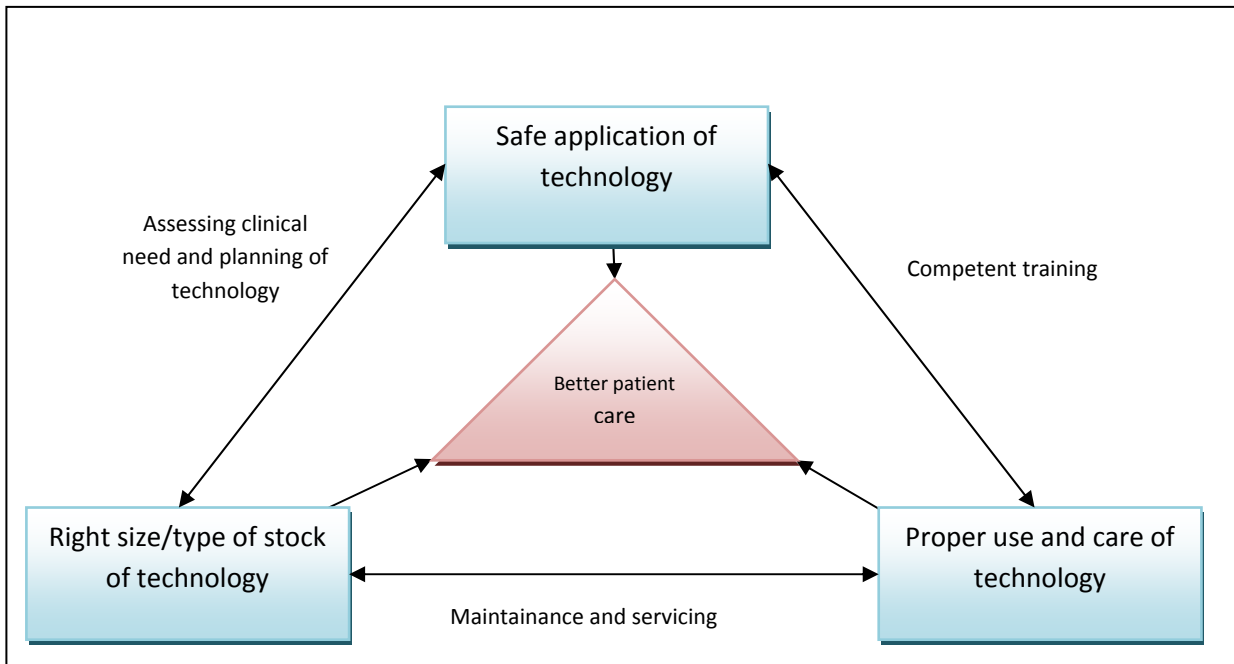 Safe application of
technology
Assessing clinical
need and planning of
technology
Competent training
Better patient
care
Right size/type of stock
of technology
Proper use and care of
technology
Maintainance and servicing